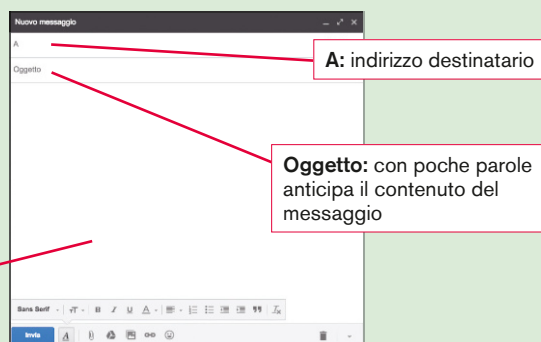 Nuovo messaggio
A
A: indirizzo destinatario
Oggetto
Oggetto: con poche parole
anticipa il contenuto del
messaggio
Sans Serif
Invia